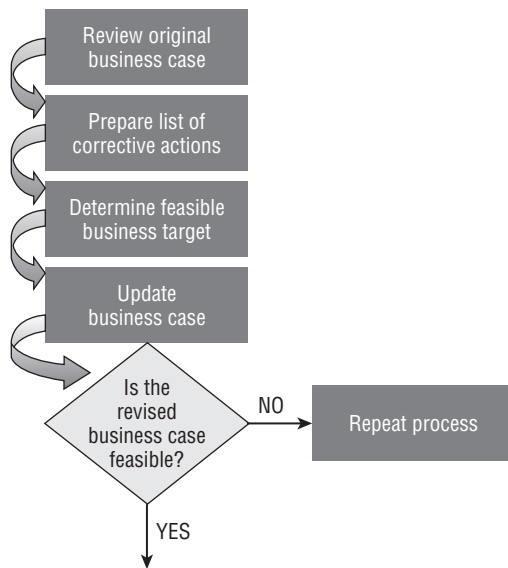 Review original
business case
Prepare list of
corrective actions
Determine feasible
business target
Update
business case
Is the
revised
business case
feasible?
NO
Repeat process
YES